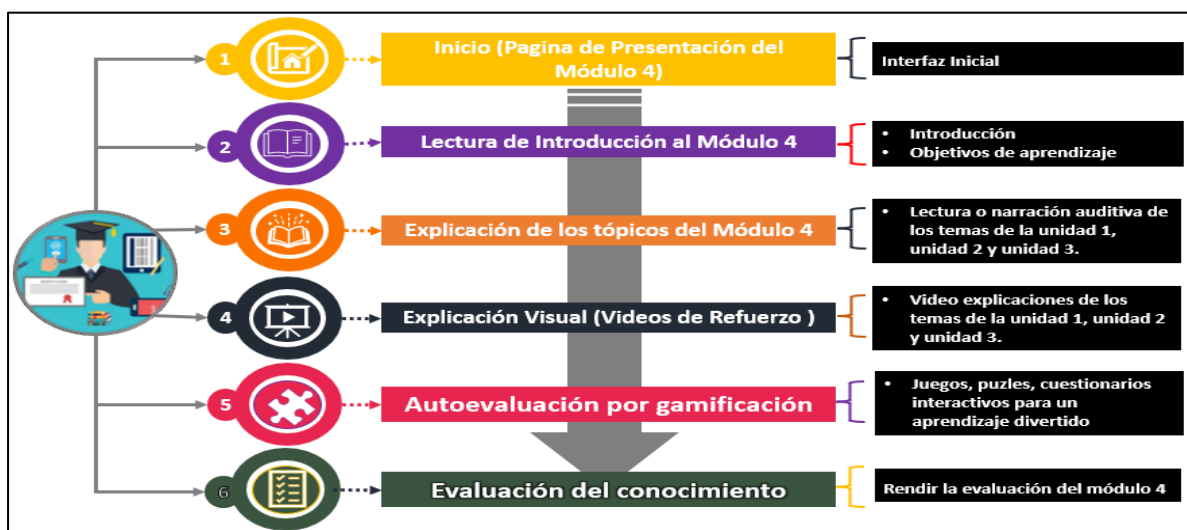 1
Inicio (Pagina de Presentación del
Módulo 4)
Interfaz Inicial
2
Lectura de Introducción al Módulo 4
• Introducción
• Objetivos de aprendizaje
3
Explicación de los tópicos del Módulo 4
• Lectura o narración auditiva de
los temas de la unidad 1,
unidad 2 y unidad 3.
4
Explicación Visual (Videos de Refuerzo )
• Video explicaciones de los
temas de la unidad 1, unidad 2
y unidad 3.
5
Autoevaluación por gamificación
• Juegos, puzles, cuestionarios
interactivos para un
aprendizaje divertido
6
Evaluación del conocimiento
Rendir la evaluación del módulo 4